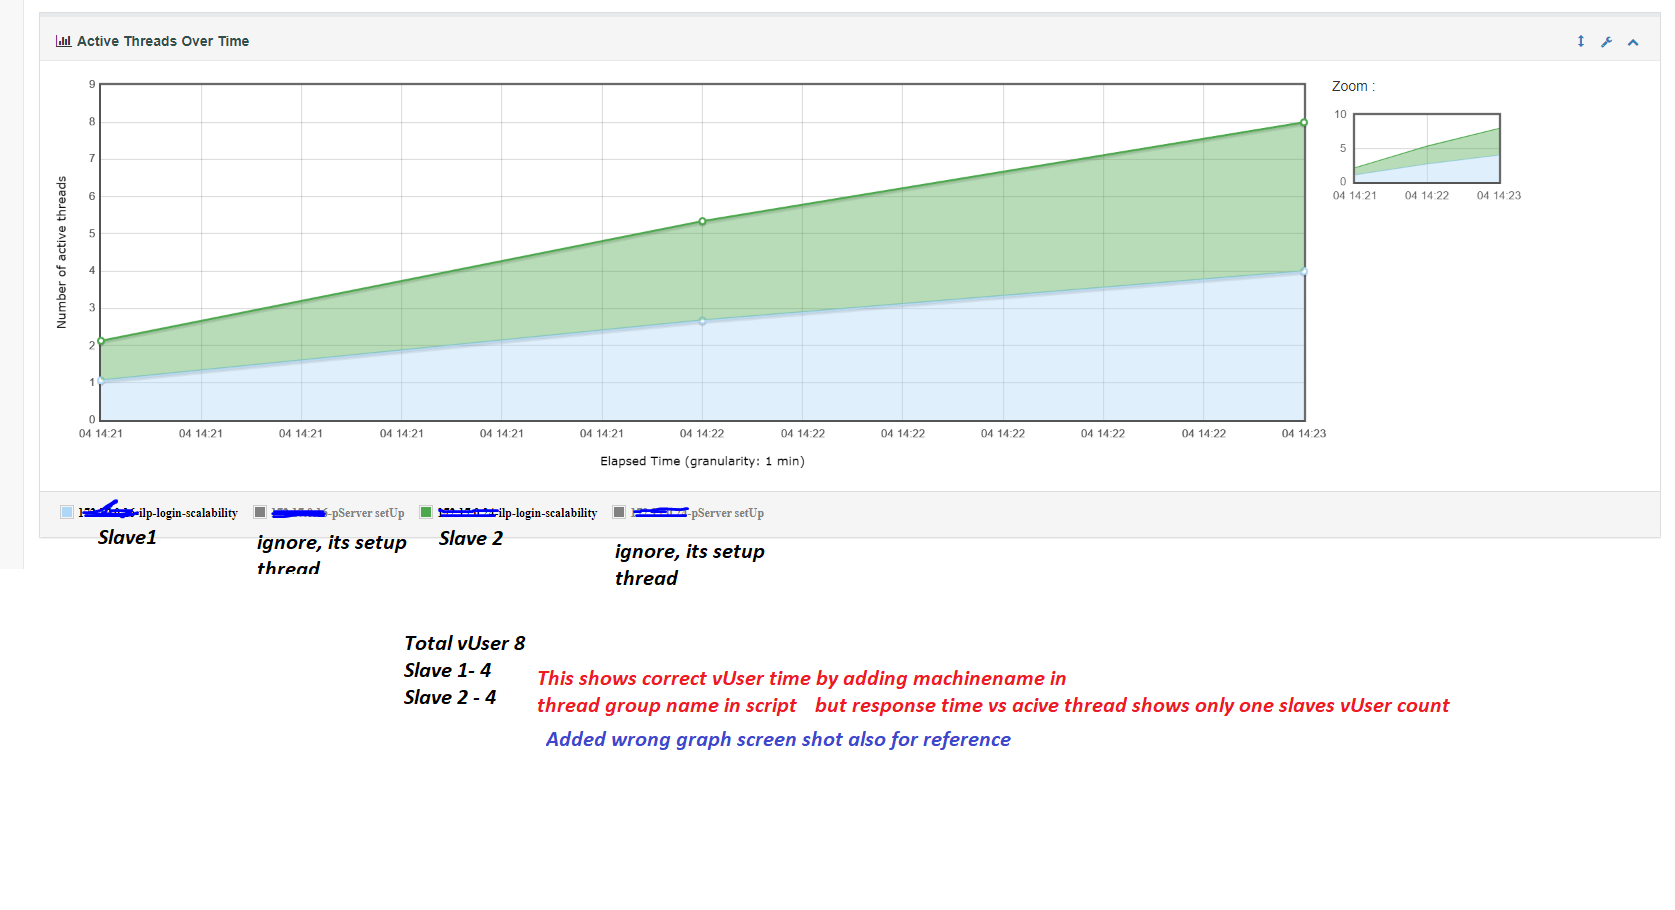 Active Threads Over Time
Zoom :
9
8
7
6
5
4
3
2
1
0
Number of active threads
10
5
0
04 14:21 04 14:22 04 14:23
04 14:21 04 14:21 04 14:21 04 14:21 04 14:21 04 14:21 04 14:22 04 14:22 04 14:22 04 14:22 04 14:22 04 14:22 04 14:23
Elapsed Time (granularity: 1 min)
-ilp-login-scalability -pServer setUp -ilp-login-scalability -pServer setUp
Slave1
ignore, its setup
thread
Slave 2
ignore, its setup
thread
Total vUser 8
Slave 1- 4
Slave 2 - 4
This shows correct vUser time by adding machinename in
thread group name in script but response time vs acive thread shows only one slaves vUser count
Added wrong graph screen shot also for reference